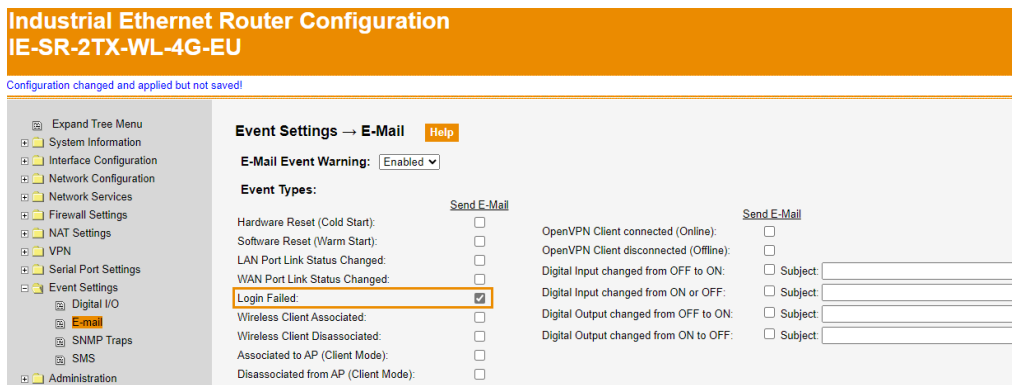 Industrial Ethernet Router Configuration
IE-SR-2TX-WL-4G-EU
Configuration changed and applied but not saved!
Expand Tree Menu
System Information
Interface Configuration
Network Configuration
Network Services
Firewall Settings
NAT Settings
VPN
Serial Port Settings
Event Settings
Digital I/O
E-mail
SNMP Traps
SMS
Administration
Event Settings → E-Mail Help
E-Mail Event Warning: Enabled
Event Types:
Send E-Mail
Hardware Reset (Cold Start):
Software Reset (Warm Start):
LAN Port Link Status Changed:
WAN Port Link Status Changed:
Login Failed:
Wireless Client Associated:
Wireless Client Disassociated:
Associated to AP (Client Mode):
Disassociated from AP (Client Mode):
Send E-Mail
OpenVPN Client connected (Online):
OpenVPN Client disconnected (Offline):
Digital Input changed from OFF to ON: Subject:
Digital Input changed from ON or OFF: Subject:
Digital Output changed from OFF to ON: Subject:
Digital Output changed from ON to OFF: Subject: